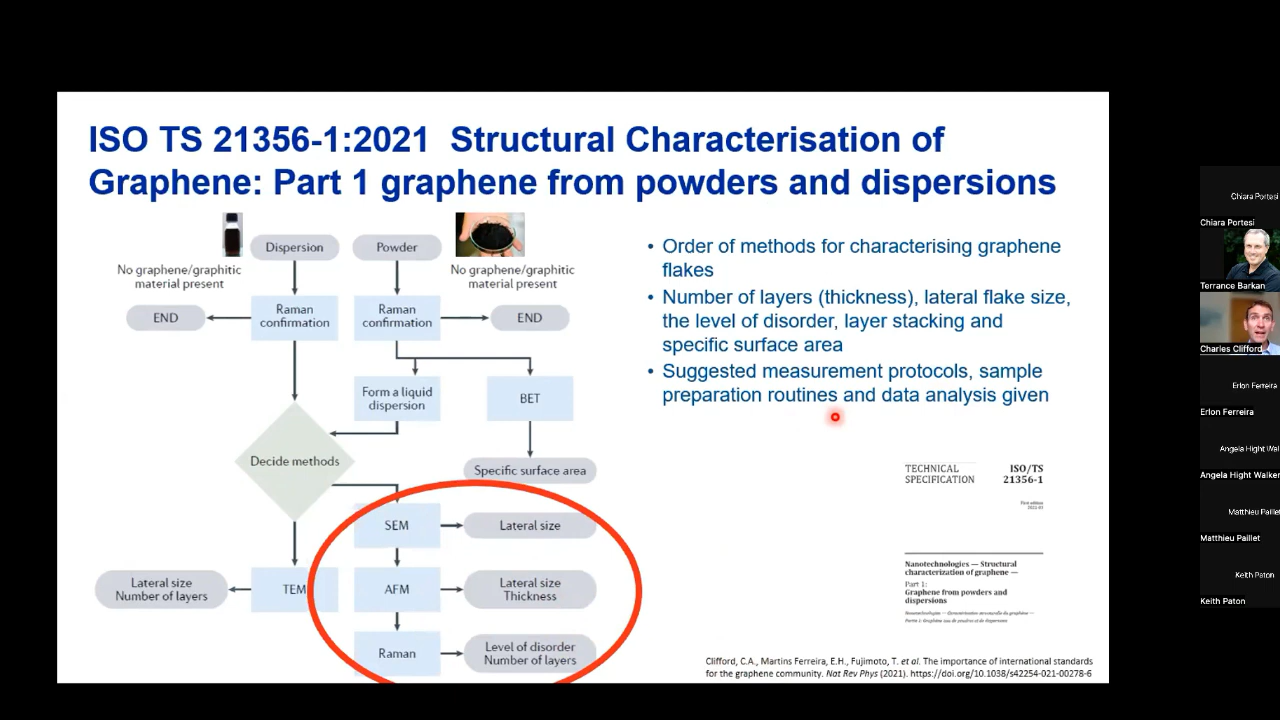 ISO TS 21356-1:2021 Structural Characterisation of
Graphene: Part 1 graphene from powders and dispersions
Dispersion
Powder
No graphene/graphitic
material present
No graphene/graphitic
material present
END
Raman
confirmation
Raman
confirmation
END
Form a liquid
dispersion
BET
Decide methods
Specific surface area
SEM
Lateral size
Lateral size
Number of layers
TEM
AFM
Lateral size
Thickness
Raman
Level of disorder
Number of layers
• Order of methods for characterising graphene
flakes
• Number of layers (thickness), lateral flake size,
the level of disorder, layer stacking and
specific surface area
• Suggested measurement protocols, sample
preparation routines and data analysis given
TECHNICAL
SPECIFICATION
ISO/TS
21356-1
First edition
2021-03
Nanotechnologies — Structural
characterization of graphene —
Part 1:
Graphene from powders and
dispersions
Nanotechnologies — Caractérisation structurelle du graphène —
Partie 1: Graphène issu de poudres et de dispersions
Clifford, C.A., Martins Ferreira, E.H., Fujimoto, T. et al. The importance of international standards
for the graphene community. Nat Rev Phys (2021). https://doi.org/10.1038/s42254-021-00278-6
Chiara Portesi
Chiara Portesi
Terrance Barkan
Charles Clifford
Erlon Ferreira
Erlon Ferreira
Angela Hight Wal
Angela Hight Walker
Matthieu Paillet
Matthieu Paillet
Keith Paton
Keith Paton